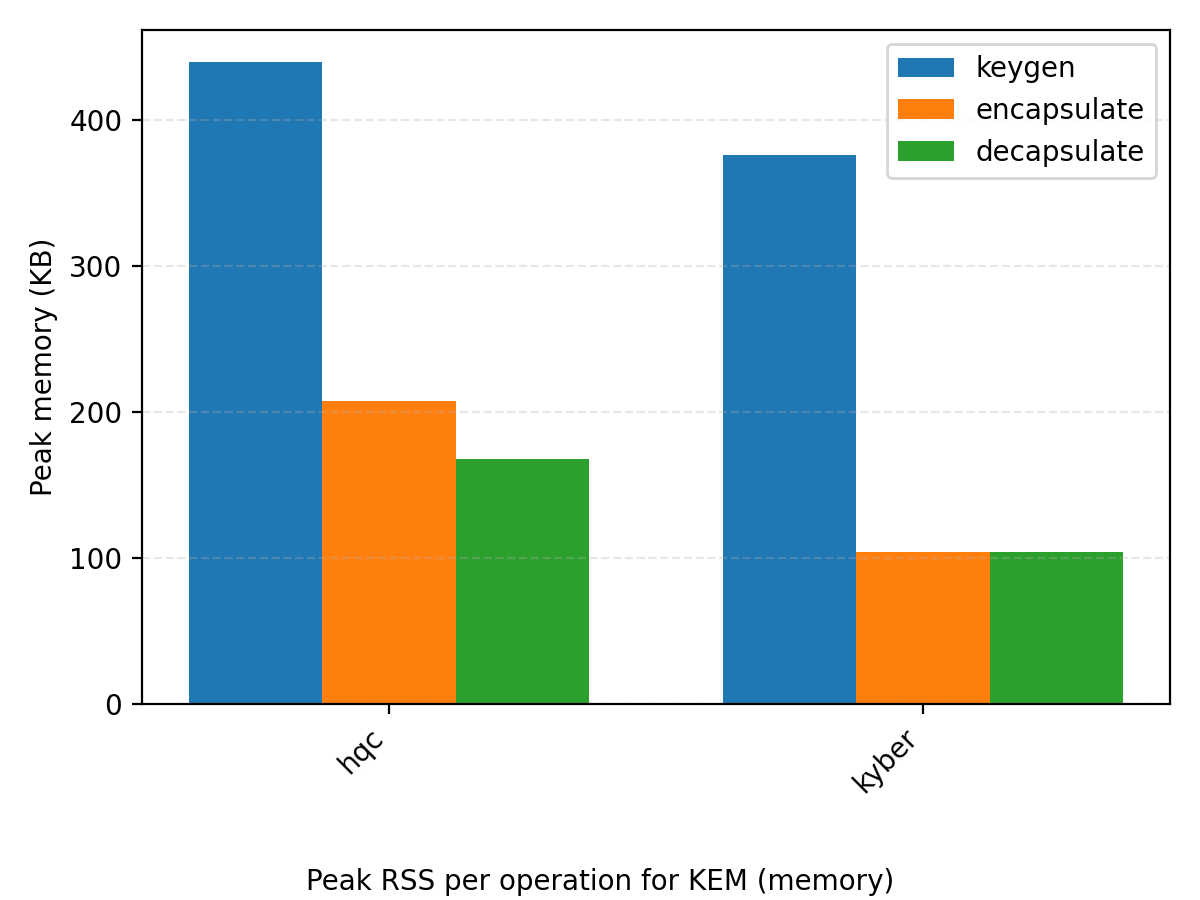 keygen
encapsulate
decapsulate
Peak memory (KB)
400
300
200
100
0
hqc
kyber
Peak RSS per operation for KEM (memory)